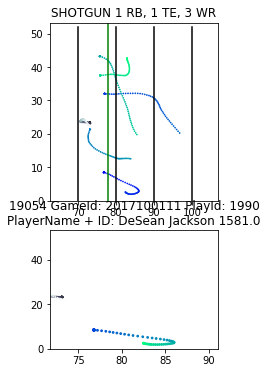 SHOTGUN 1 RB, 1 TE, 3 WR
50
40
30
20
10
0
70 80 90 100
19054 GameId: 2017101111 PlayId: 1990
PlayerName + ID: DeSean Jackson 1581.0
40
20
0
75 80 85 90